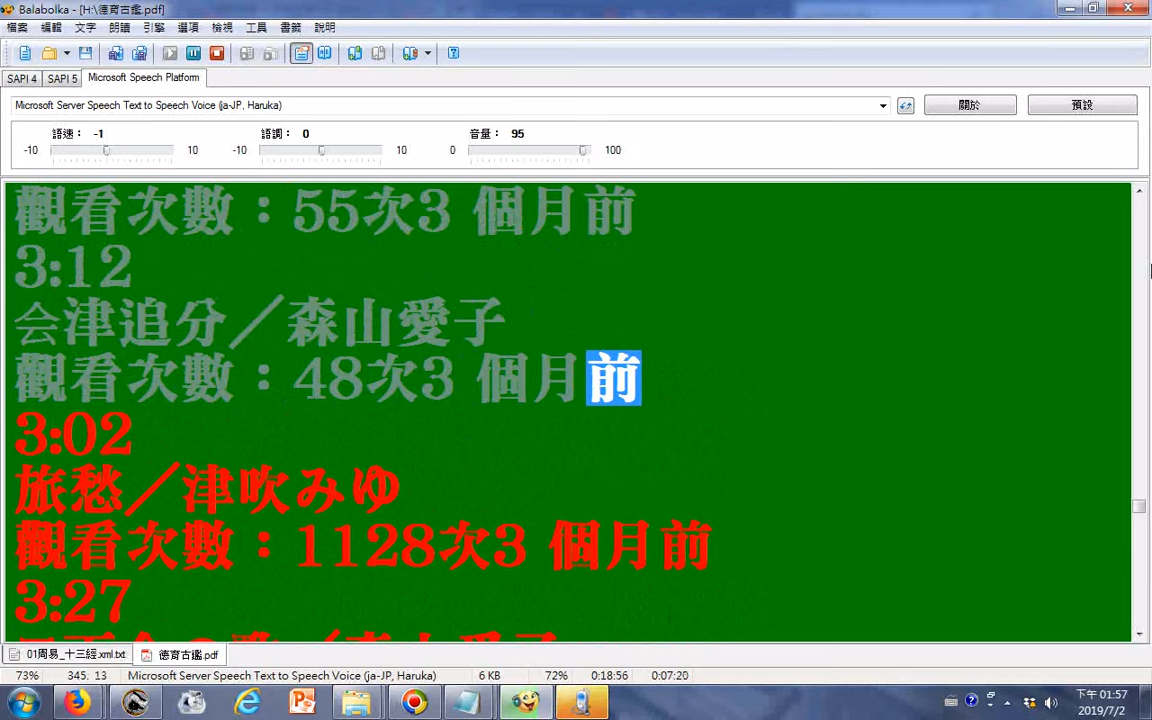 Balabolka - [H:\德育古鑑.pdf]
檔案 編輯 文字 朗讀 引擎 選項 檢視 工具 書籤 說明
SAPI 4 SAPI 5 Microsoft Speech Platform
Microsoft Server Speech Text to Speech Voice (ja-JP, Haruka) 關於 預設
語速： -1 語調： 0 音量： 95
-10 10 -10 10 0 100
觀看次數：55次3 個月前
3:12
会津追分／森山愛子
觀看次數：48次3 個月前
3:02
旅愁／津吹みゆ
觀看次數：1128次3 個月前
3:27
／森山愛子
01周易_十三經.xml.txt 德育古鑑.pdf
73% 345. 13 Microsoft Server Speech Text to Speech Voice (ja-JP, Haruka) 6 KB 72% 0:18:56 0:07:20
下午 01:57
2019/7/2